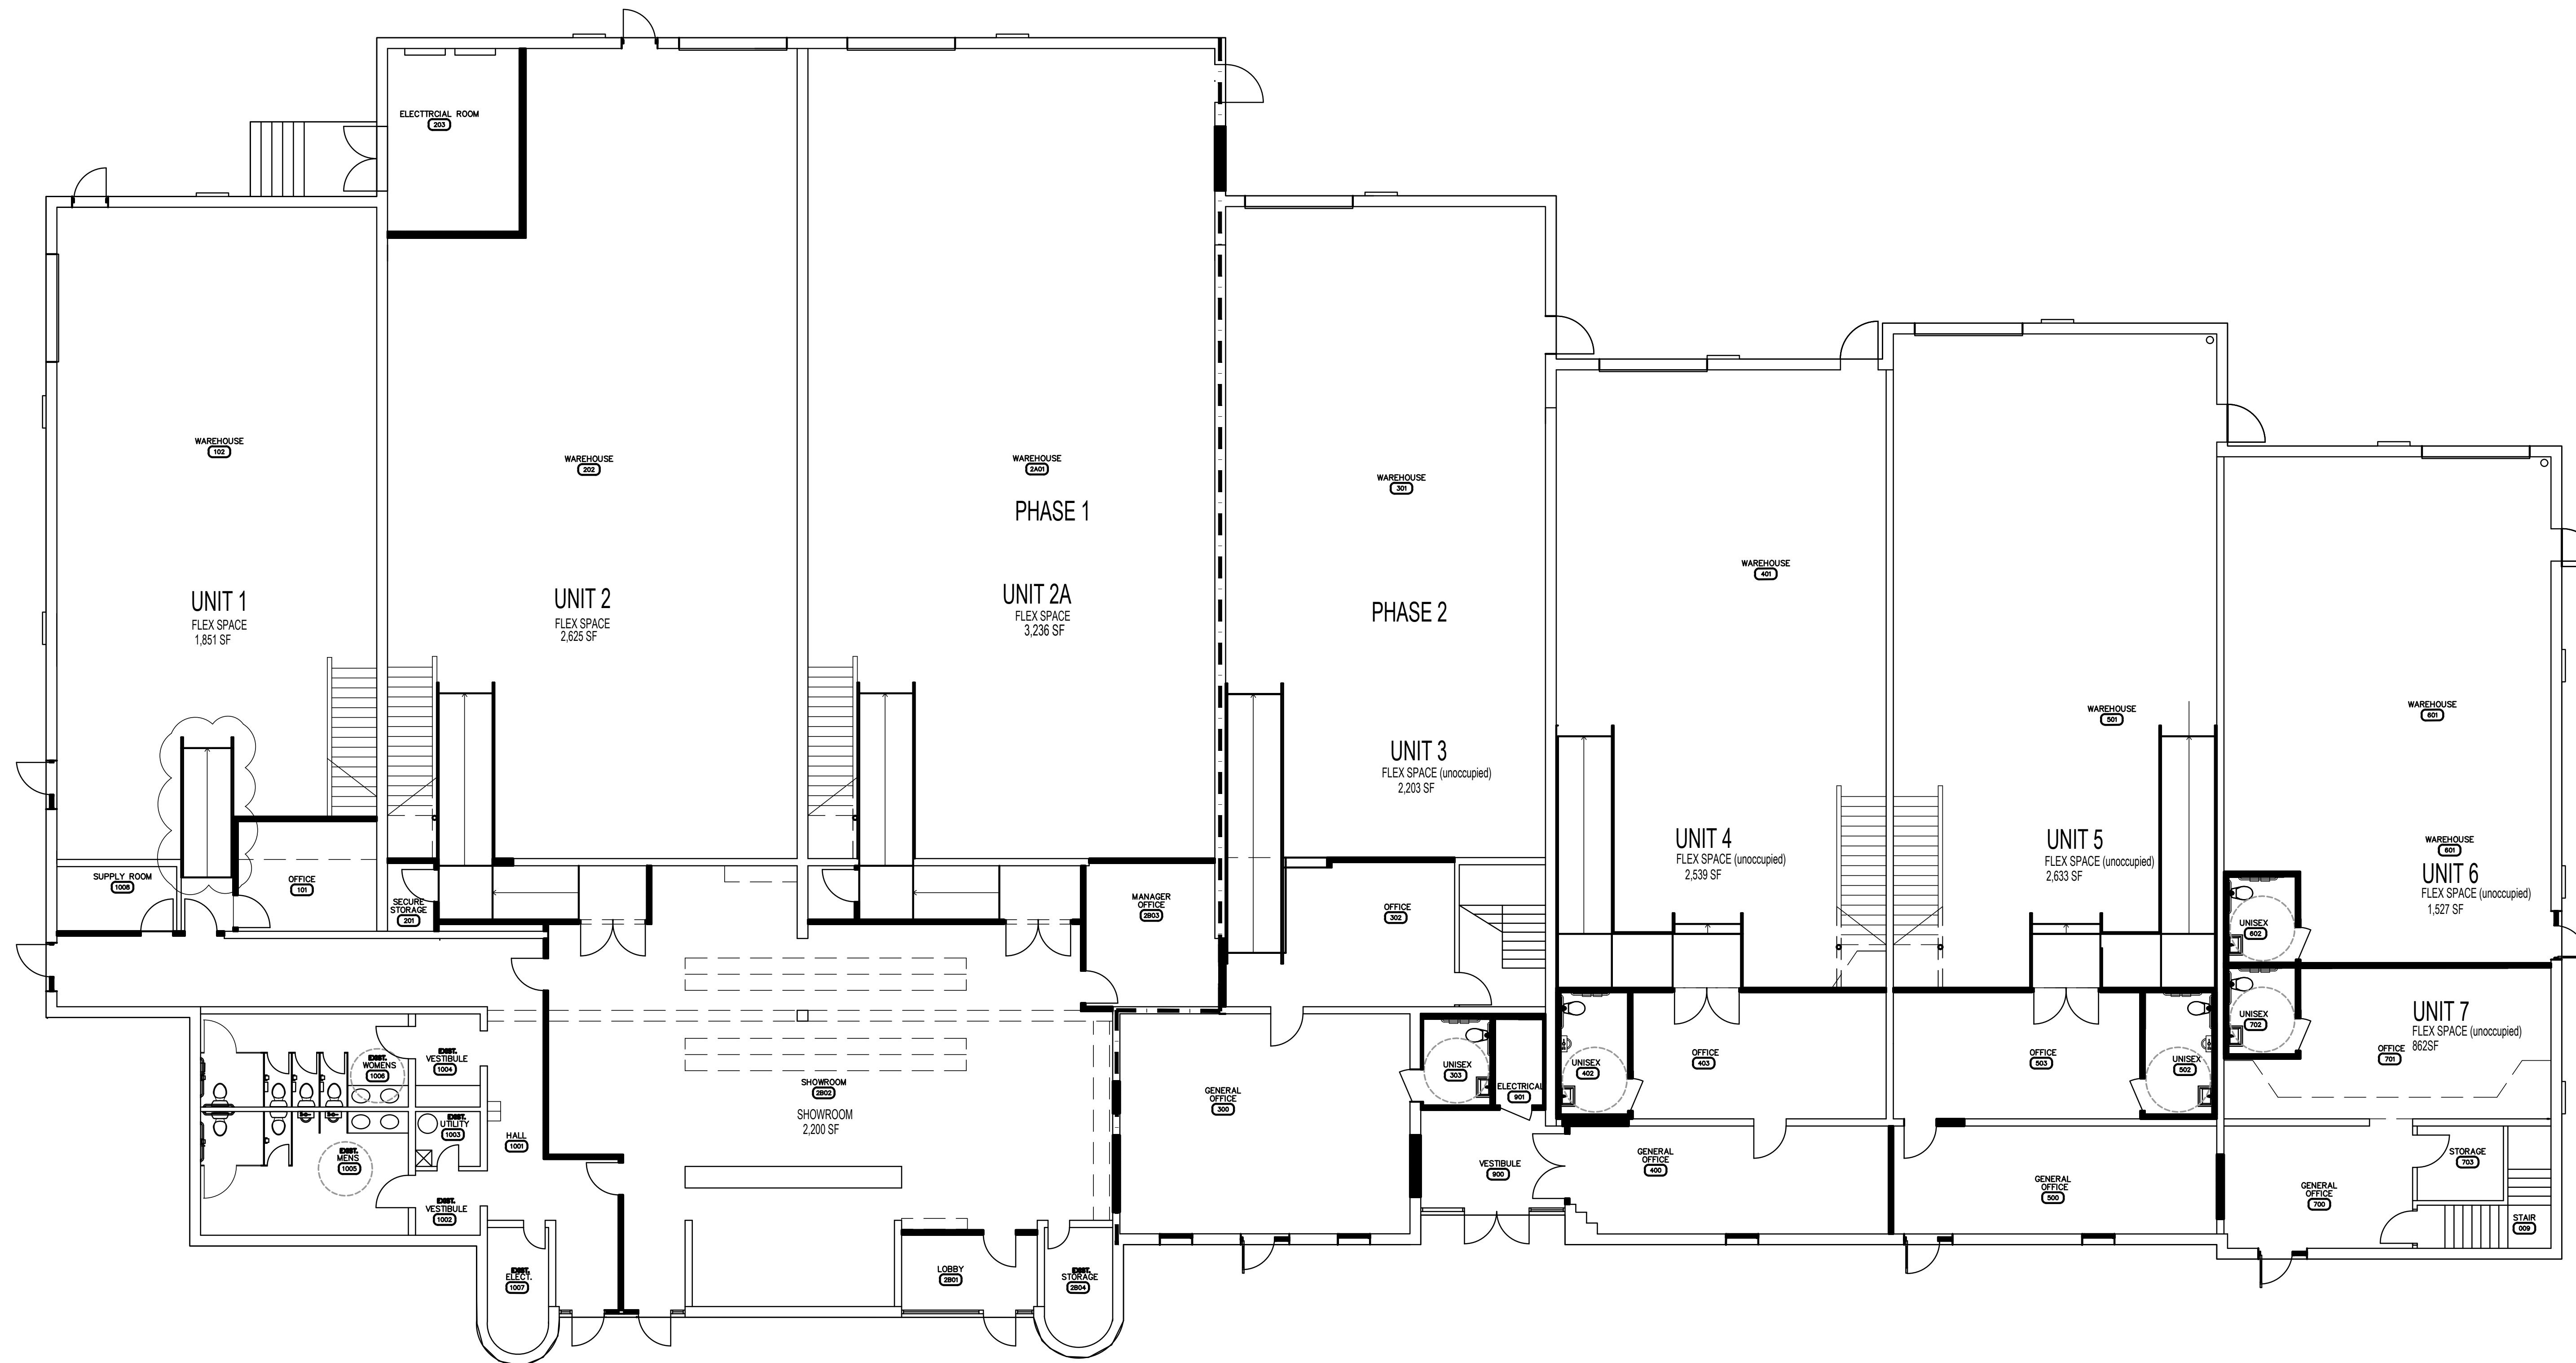 ELECTTRCIAL ROOM
203
WAREHOUSE
102
WAREHOUSE
202
WAREHOUSE
2A01
PHASE 1
WAREHOUSE
301
WAREHOUSE
401
UNIT 1
FLEX SPACE
1,851 SF
UNIT 2
FLEX SPACE
2,625 SF
UNIT 2A
FLEX SPACE
3,236 SF
PHASE 2
UNIT 3
FLEX SPACE (unoccupied)
2,203 SF
WAREHOUSE
501
WAREHOUSE
601
UNIT 4
FLEX SPACE (unoccupied)
2,539 SF
UNIT 5
FLEX SPACE (unoccupied)
2,633 SF
WAREHOUSE
601
UNIT 6
FLEX SPACE (unoccupied)
1,527 SF
SUPPLY ROOM
1008
OFFICE
101
SECURE
STORAGE
201
MANAGER
OFFICE
2B03
OFFICE
302
UNISEX
602
UNISEX
702
UNIT 7
FLEX SPACE (unoccupied)
862SF
OFFICE
701
EXIST.
WOMENS
1006
EXIST.
VESTIBULE
1004
SHOWROOM
2B02
SHOWROOM
2,200 SF
GENERAL
OFFICE
300
UNISEX
303
ELECTRICAL
901
UNISEX
402
OFFICE
403
OFFICE
503
UNISEX
502
EXIST.
UTILITY
1003
HALL
1001
EXIST.
MENS
1005
VESTIBULE
900
GENERAL
OFFICE
400
GENERAL
OFFICE
500
GENERAL
OFFICE
700
STORAGE
703
STAIR
009
EXIST.
VESTIBULE
1002
EXIST.
ELECT.
1007
LOBBY
2B01
EXIST.
STORAGE
2B04